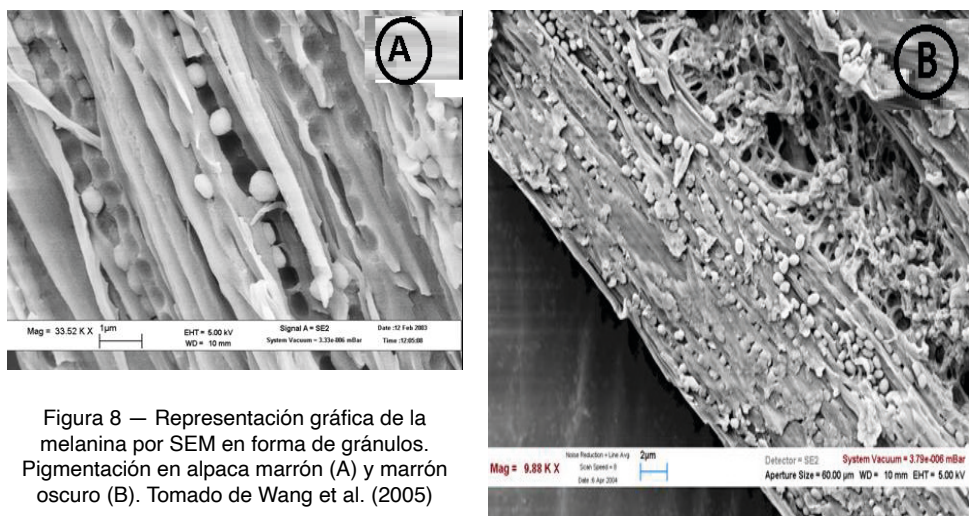 A
Mag = 33.52 K X 1µm EHT = 5.00 kV Signal A = SE2 Date :12 Feb 2003
WD = 10 mm System Vacuum = 3.33e-006 mBar Time :12:05:00
Figura 8 — Representación gráfica de la
melanina por SEM en forma de gránulos.
Pigmentación en alpaca marrón (A) y marrón
oscuro (B). Tomado de Wang et al. (2005)
B
Mag = 9.88 K X Noise Reduction = Line Avg 2µm Detector = SE2 System Vacuum = 3.79e-006 mBar
Scan Speed = 8 Aperture Size = 60.00 µm WD = 10 mm EHT = 5.00 kV
Date :6 Apr 2004